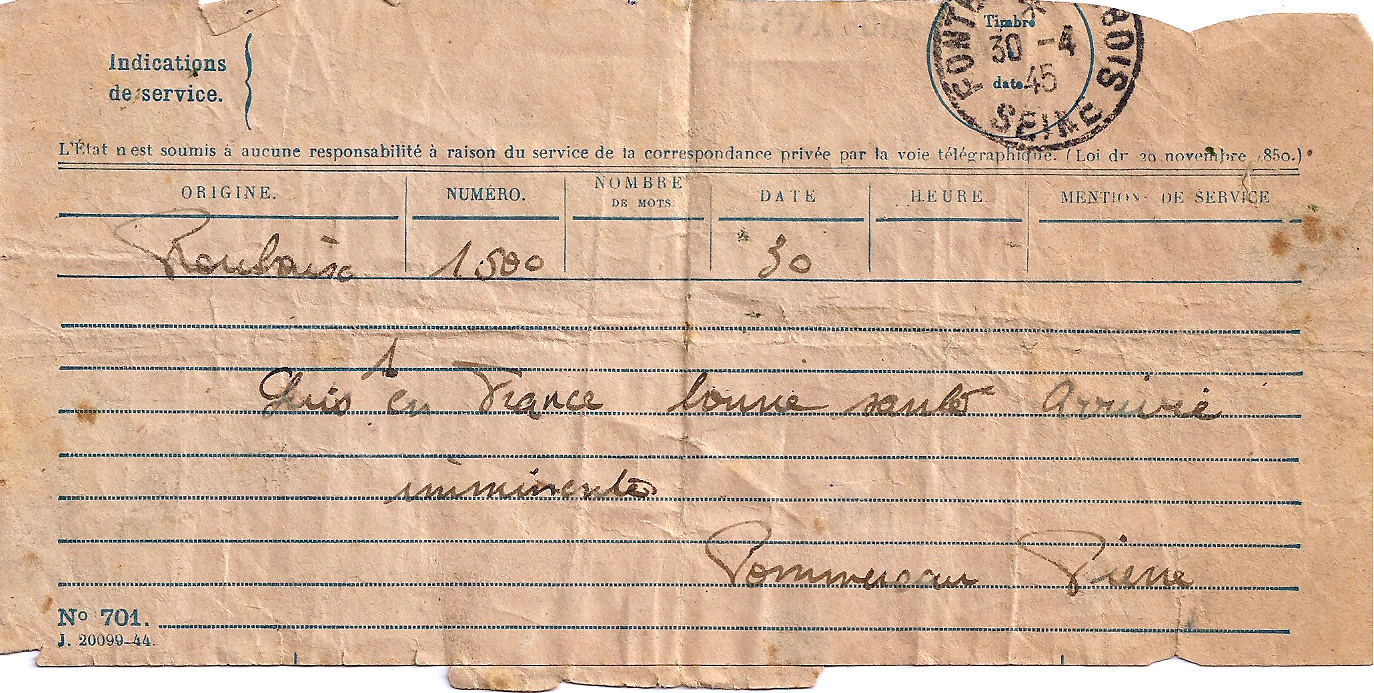 Timbre
30 -4
date. 45
SEINE
Indications
de service.
L'État n'est soumis à aucune responsabilité à raison du service de la correspondance privée par la voie télégraphique. (Loi du 29 novembre 1850.)
ORIGINE. NUMÉRO. NOMBRE DE MOTS. DATE HEURE. MENTION DE SERVICE
Roubaix 1500 30
Suis en France bonne santé Arrivée
imminente
Pommereau Pierre
Nº 701.
J. 20099-44.